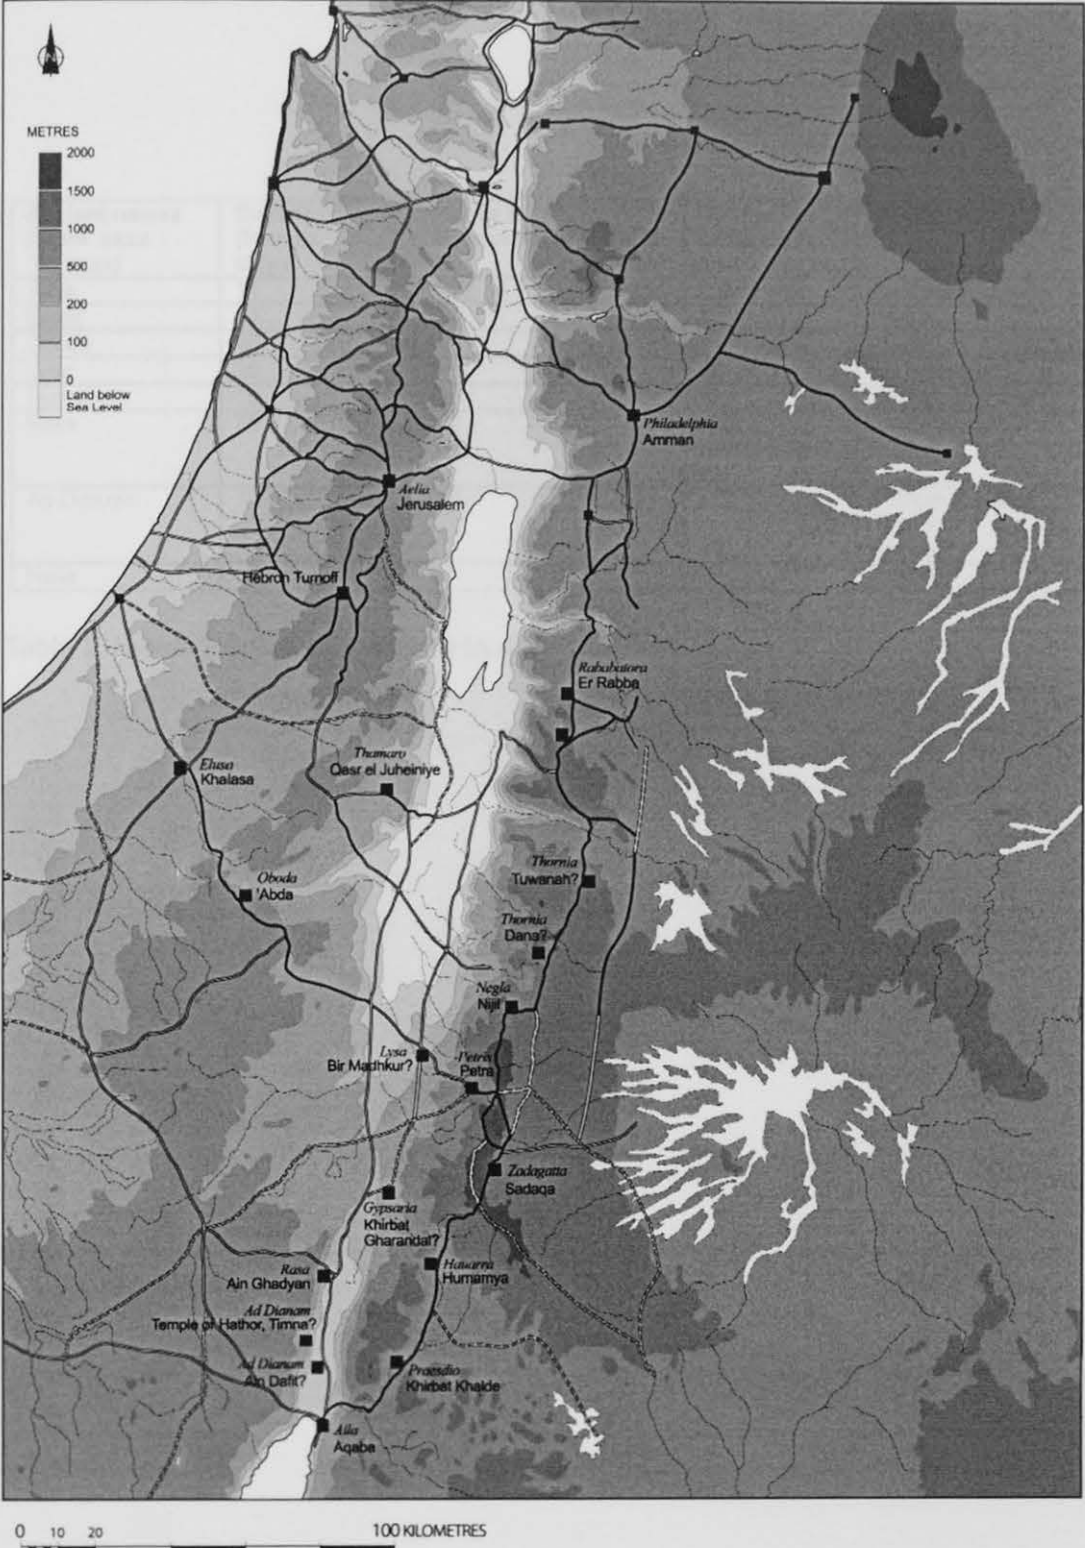 METRES
2000
1500
1000
500
200
100
0
Land below
Sea Level
Philadelphia
Amman
Aelia
Jerusalem
Hebron Turnoff
Rababatora
Er Rabba
Elusa
Khalasa
Thamaro
Qasr el Juheiniye
Thornia
Tuwanah?
Oboda
'Abda
Thornia
Dana?
Negla
Nijil
Lysa
Bir Madhkur?
Petris
Petra
Zadagatta
Sadaqa
Gypsaria
Khirbat
Gharandal?
Hauarra
Humamya
Rasa
Ain Ghadyan
Ad Dianam
Temple of Hathor, Timna?
Ad Dianam
Ain Dafit?
Praesdio
Khirbat Khalde
Aila
Aqaba
0 10 20 100 KILOMETRES